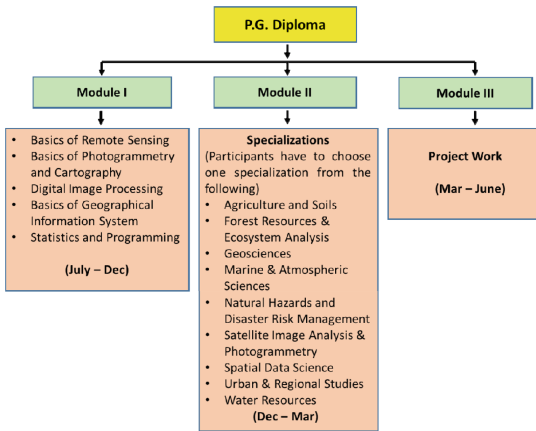 P.G. Diploma
Module I
Module II
Module III
• Basics of Remote Sensing
• Basics of Photogrammetry
and Cartography
• Digital Image Processing
• Basics of Geographical
Information System
• Statistics and Programming
(July – Dec)
Specializations
(Participants have to choose
one specialization from the
following)
• Agriculture and Soils
• Forest Resources &
Ecosystem Analysis
• Geosciences
• Marine & Atmospheric
Sciences
• Natural Hazards and
Disaster Risk Management
• Satellite Image Analysis &
Photogrammetry
• Spatial Data Science
• Urban & Regional Studies
• Water Resources
(Dec – Mar)
Project Work
(Mar – June)